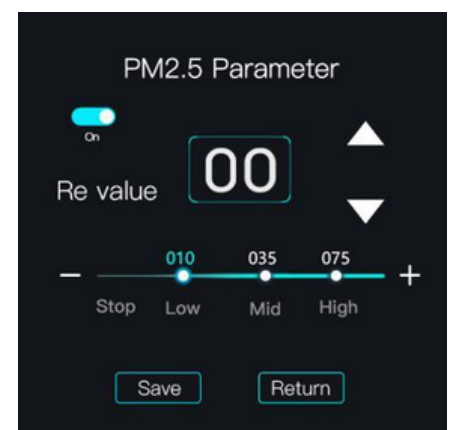 PM2.5 Parameter
On
Re value 00
010 035 075
− +
Stop Low Mid High
Save Return